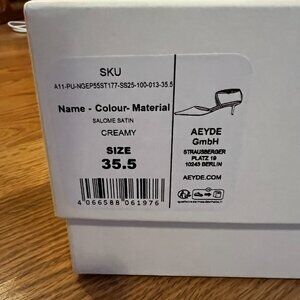 SKU
A11-PU-NGEP55ST177-SS25-100-013-35.5
Name - Colour- Material
SALOME SATIN
CREAMY
SIZE
35.5
4 066588 061976
AEYDE
GmbH
STRAUSBERGER
PLATZ 19
10243 BERLIN
AEYDE.COM